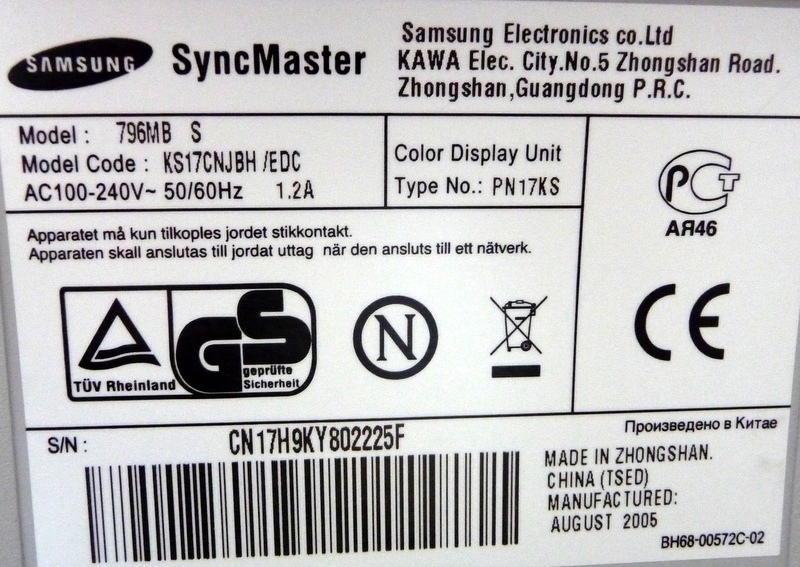 SAMSUNG SyncMaster
Samsung Electronics co.Ltd
KAWA Elec. City.No.5 Zhongshan Road.
Zhongshan,Guangdong P.R.C.
Model : 796MB S
Model Code : KS17CNJBH /EDC
AC100-240V~ 50/60Hz 1.2A
Color Display Unit
Type No.: PN17KS
РСТ
АЯ46
Apparatet må kun tilkoples jordet stikkontakt.
Apparaten skall anslutas till jordat uttag när den ansluts till ett nätverk.
TÜV Rheinland
GS
geprüfte
Sicherheit
N
CE
S/N : CN17H9KY802225F
Произведено в Китае
MADE IN ZHONGSHAN.
CHINA (TSED)
MANUFACTURED:
AUGUST 2005
BH68-00572C-02